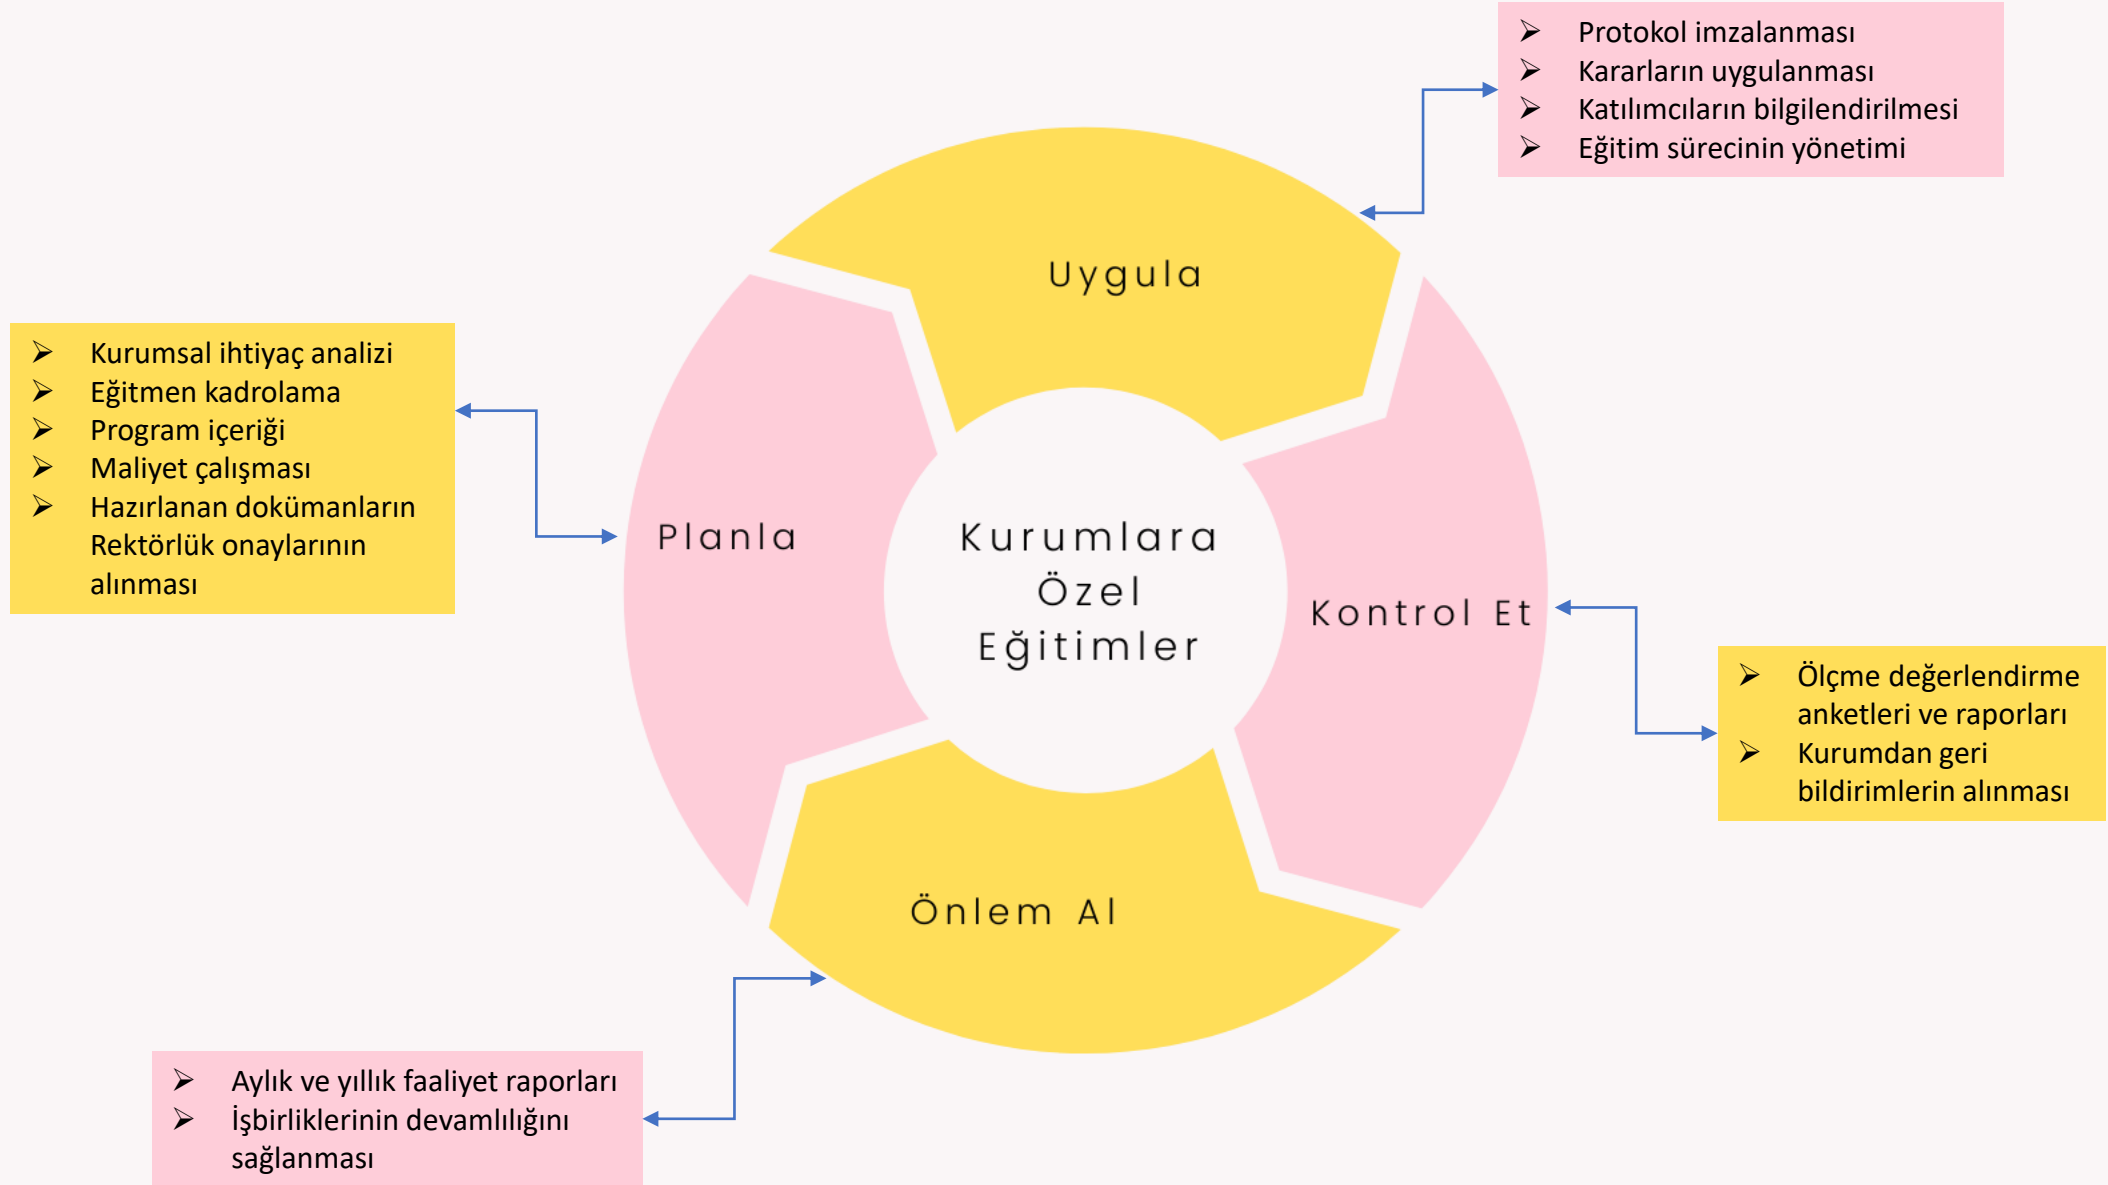 ➢ Protokol imzalanması
➢ Kararların uygulanması
➢ Katılımcıların bilgilendirilmesi
➢ Eğitim sürecinin yönetimi
Uygula
➢ Kurumsal ihtiyaç analizi
➢ Eğitmen kadrolama
➢ Program içeriği
➢ Maliyet çalışması
➢ Hazırlanan dokümanların
Rektörlük onaylarının
alınması
Planla
Kurumlara
Özel
Eğitimler
Kontrol Et
➢ Ölçme değerlendirme
anketleri ve raporları
➢ Kurumdan geri
bildirimlerin alınması
Önlem Al
➢ Aylık ve yıllık faaliyet raporları
➢ İşbirliklerinin devamlılığını
sağlanması